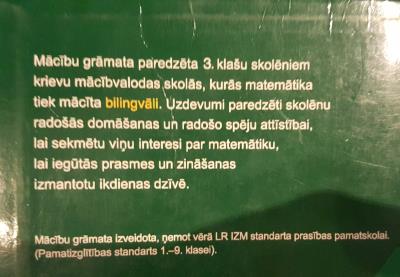 Mācību grāmata paredzēta 3. klašu skolēniem
krievu mācībvalodas skolās, kurās matemātika
tiek mācīta bilingvāli. Uzdevumi paredzēti skolēnu
radošās domāšanas un radošo spēju attīstībai,
lai sekmētu viņu interesi par matemātiku,
lai iegūtās prasmes un zināšanas
izmantotu ikdienas dzīvē.
Mācību grāmata izveidota, ņemot vērā LR IZM standarta prasības pamatskolai.
(Pamatizglītības standarts 1.–9. klasei).